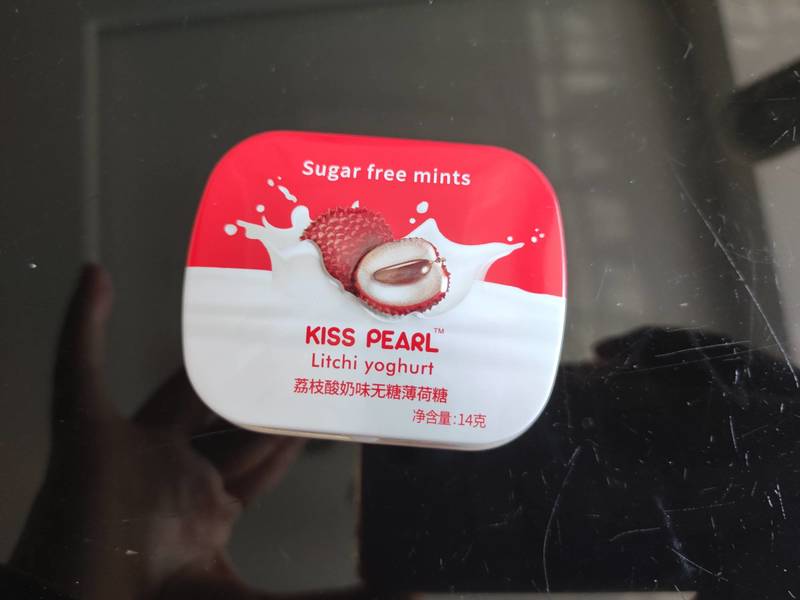 Sugar free mints
KISS PEARL™
Litchi yoghurt
荔枝酸奶味无糖薄荷糖
净含量:14克